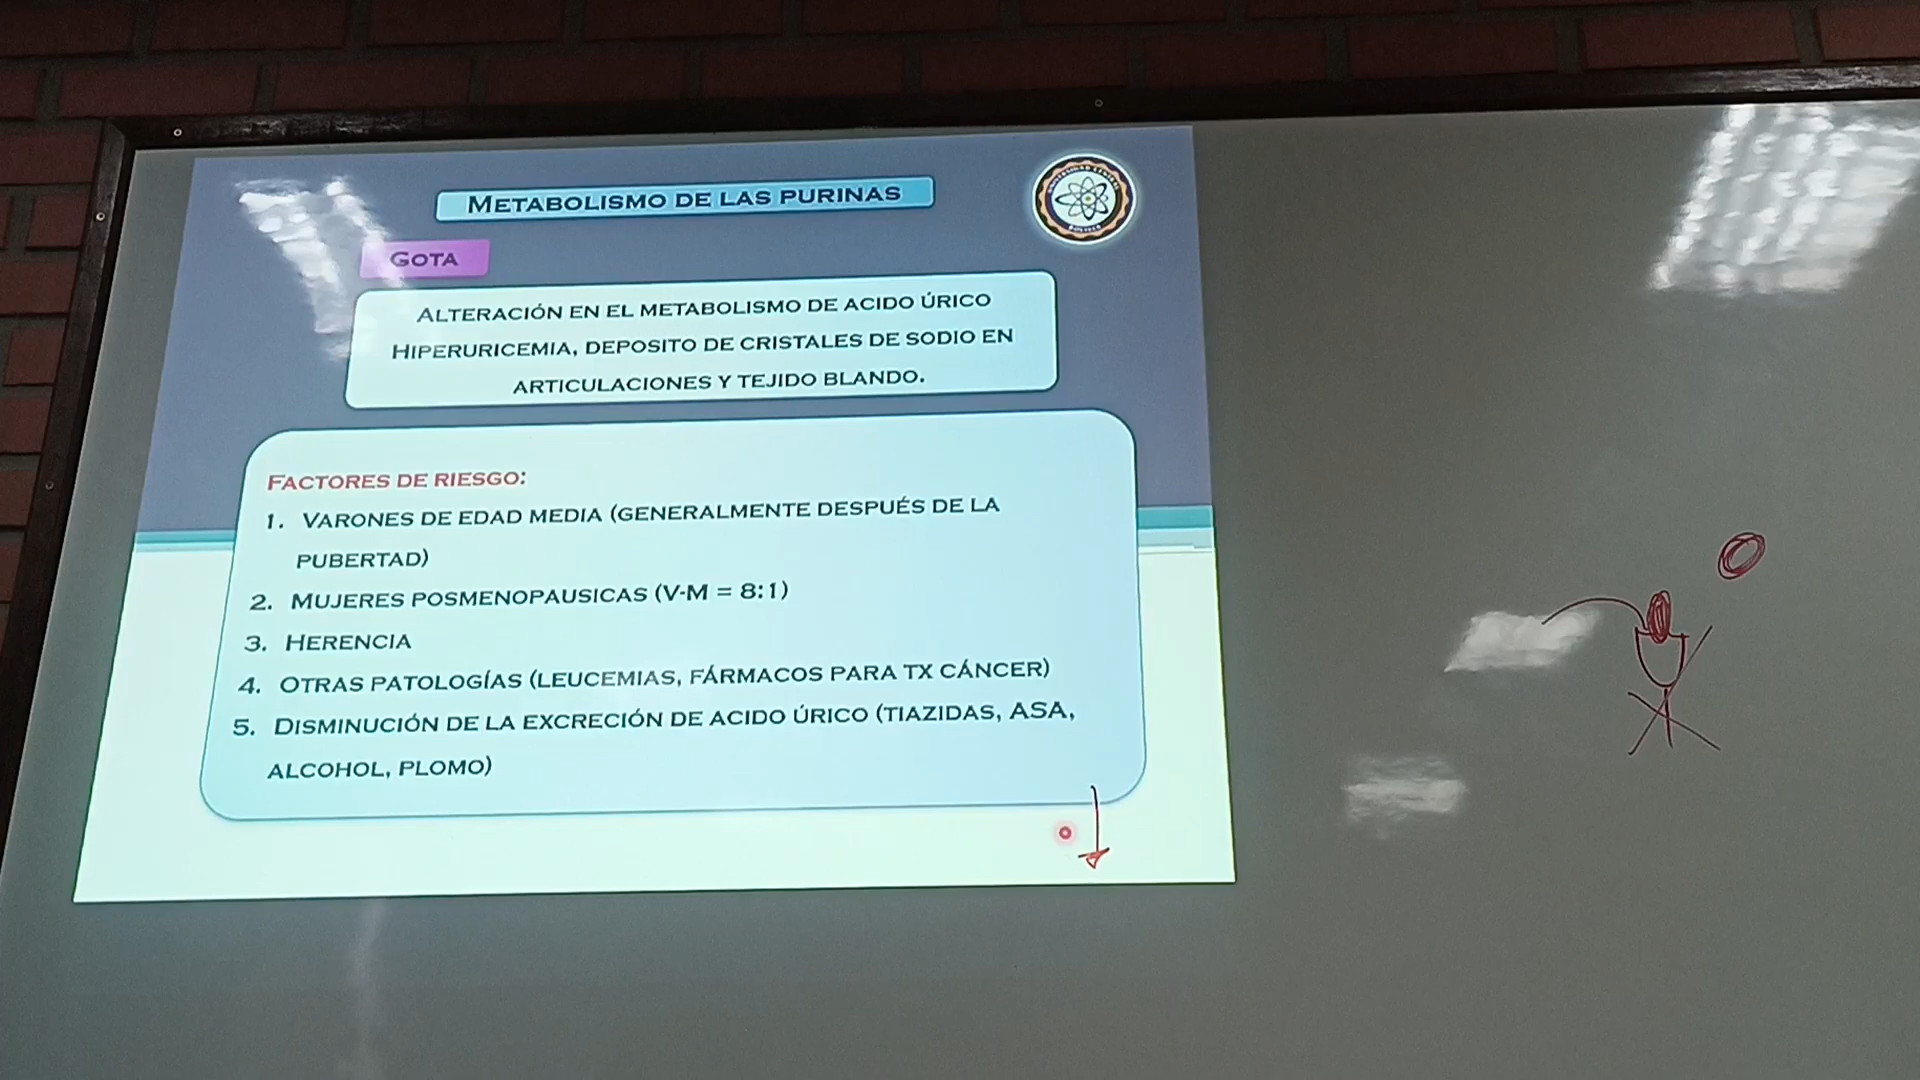 METABOLISMO DE LAS PURINAS
GOTA
ALTERACIÓN EN EL METABOLISMO DE ACIDO ÚRICO
HIPERURICEMIA, DEPOSITO DE CRISTALES DE SODIO EN
ARTICULACIONES Y TEJIDO BLANDO.
FACTORES DE RIESGO:
1. VARONES DE EDAD MEDIA (GENERALMENTE DESPUÉS DE LA
PUBERTAD)
2. MUJERES POSMENOPAUSICAS (V-M = 8:1)
3. HERENCIA
4. OTRAS PATOLOGÍAS (LEUCEMIAS, FÁRMACOS PARA TX CÁNCER)
5. DISMINUCIÓN DE LA EXCRECIÓN DE ACIDO ÚRICO (TIAZIDAS, ASA,
ALCOHOL, PLOMO)